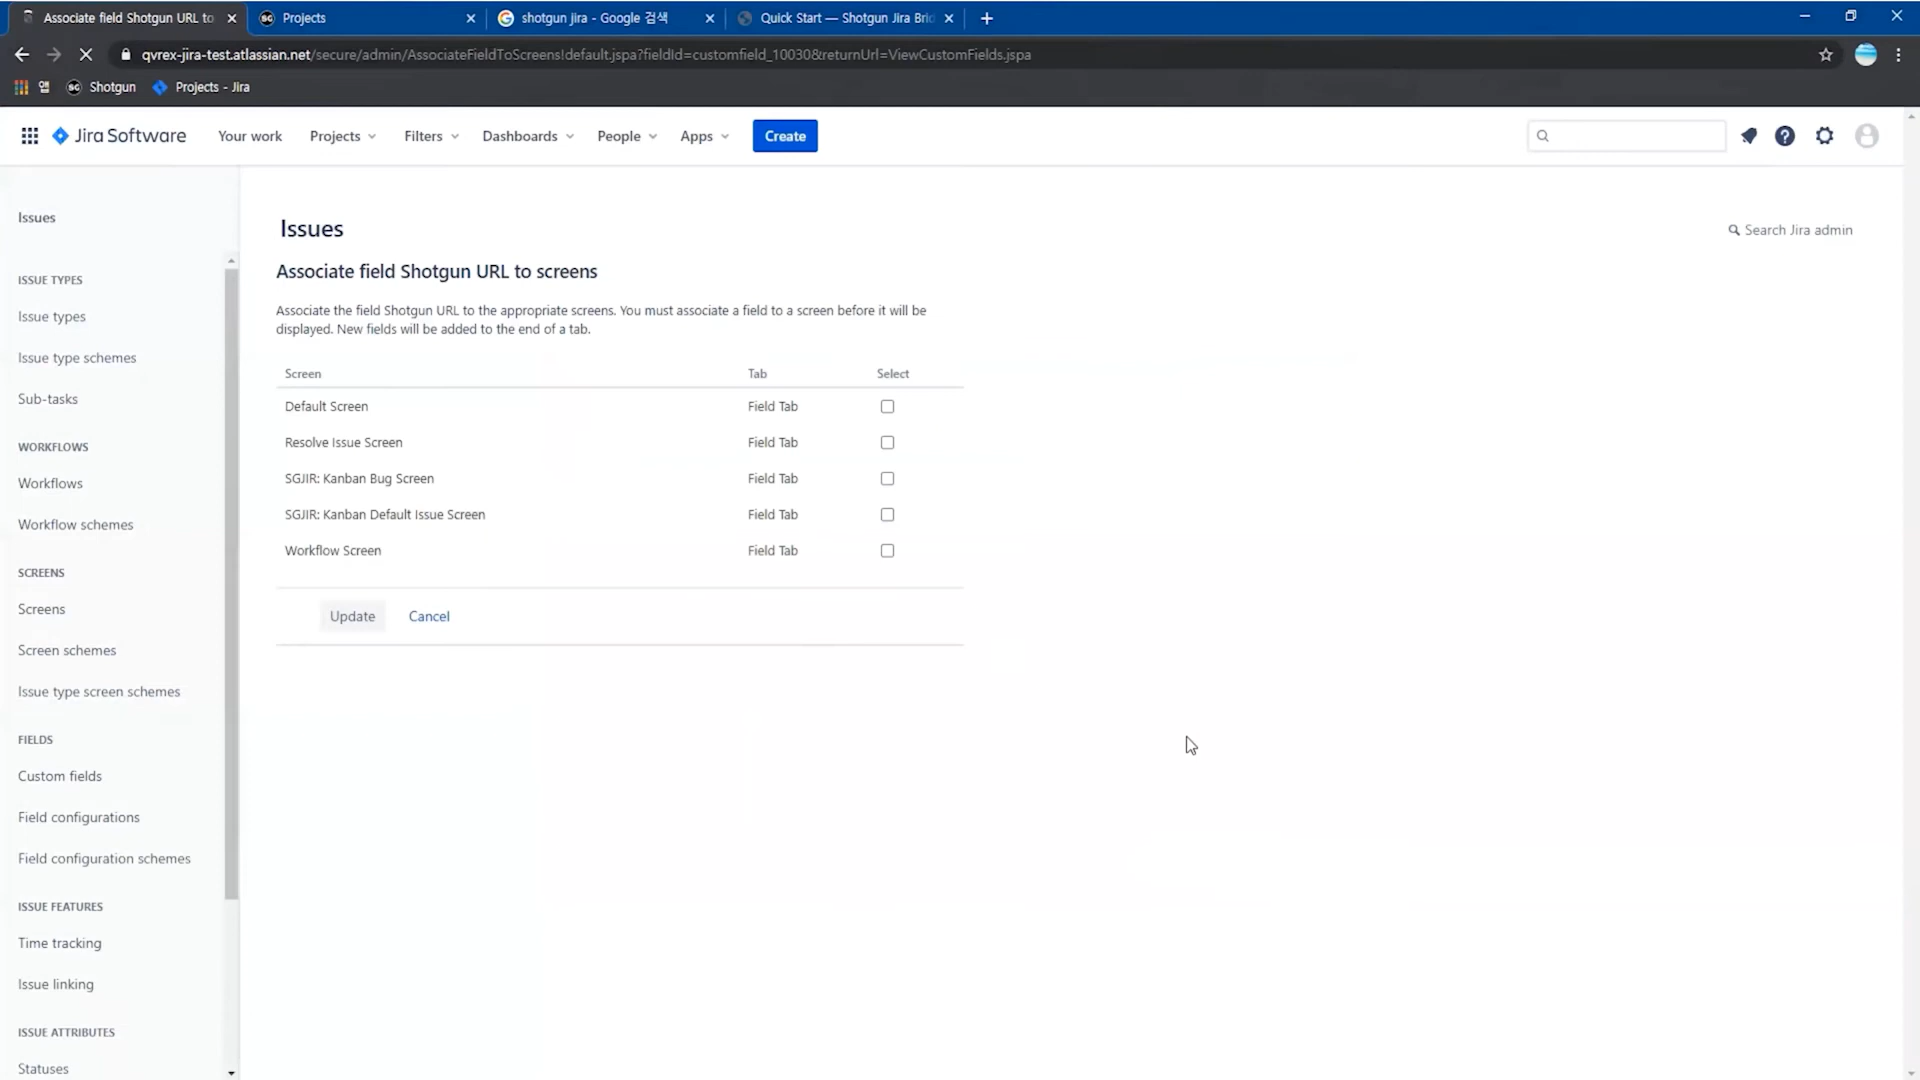 Associate field Shotgun URL to
Projects
shotgun jira - Google 검색
Quick Start — Shotgun Jira Brid
qvrex-jira-test.atlassian.net/secure/admin/AssociateFieldToScreens!default.jspa?fieldId=customfield_10030&returnUrl=ViewCustomFields.jspa
앱
SG
Shotgun
Projects - Jira
Jira Software
Your work
Projects
Filters
Dashboards
People
Apps
Create
Issues
ISSUE TYPES
Issue types
Issue type schemes
Sub-tasks
WORKFLOWS
Workflows
Workflow schemes
SCREENS
Screens
Screen schemes
Issue type screen schemes
FIELDS
Custom fields
Field configurations
Field configuration schemes
ISSUE FEATURES
Time tracking
Issue linking
ISSUE ATTRIBUTES
Statuses
Issues
Search Jira admin
Associate field Shotgun URL to screens
Associate the field Shotgun URL to the appropriate screens. You must associate a field to a screen before it will be
displayed. New fields will be added to the end of a tab.
Screen Tab Select
Default Screen Field Tab
Resolve Issue Screen Field Tab
SGJIR: Kanban Bug Screen Field Tab
SGJIR: Kanban Default Issue Screen Field Tab
Workflow Screen Field Tab
Update Cancel